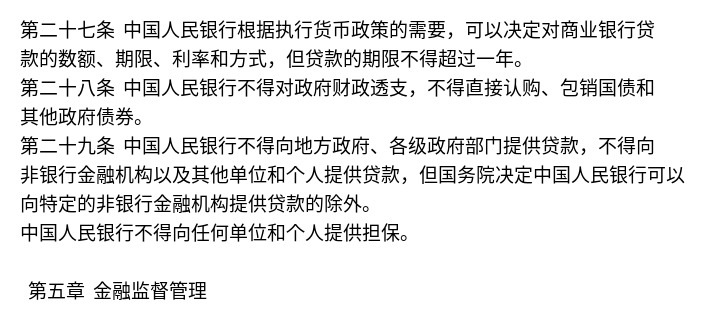 第二十七条 中国人民银行根据执行货币政策的需要，可以决定对商业银行贷
款的数额、期限、利率和方式，但贷款的期限不得超过一年。
第二十八条 中国人民银行不得对政府财政透支，不得直接认购、包销国债和
其他政府债券。
第二十九条 中国人民银行不得向地方政府、各级政府部门提供贷款，不得向
非银行金融机构以及其他单位和个人提供贷款，但国务院决定中国人民银行可以
向特定的非银行金融机构提供贷款的除外。
中国人民银行不得向任何单位和个人提供担保。
第五章 金融监督管理